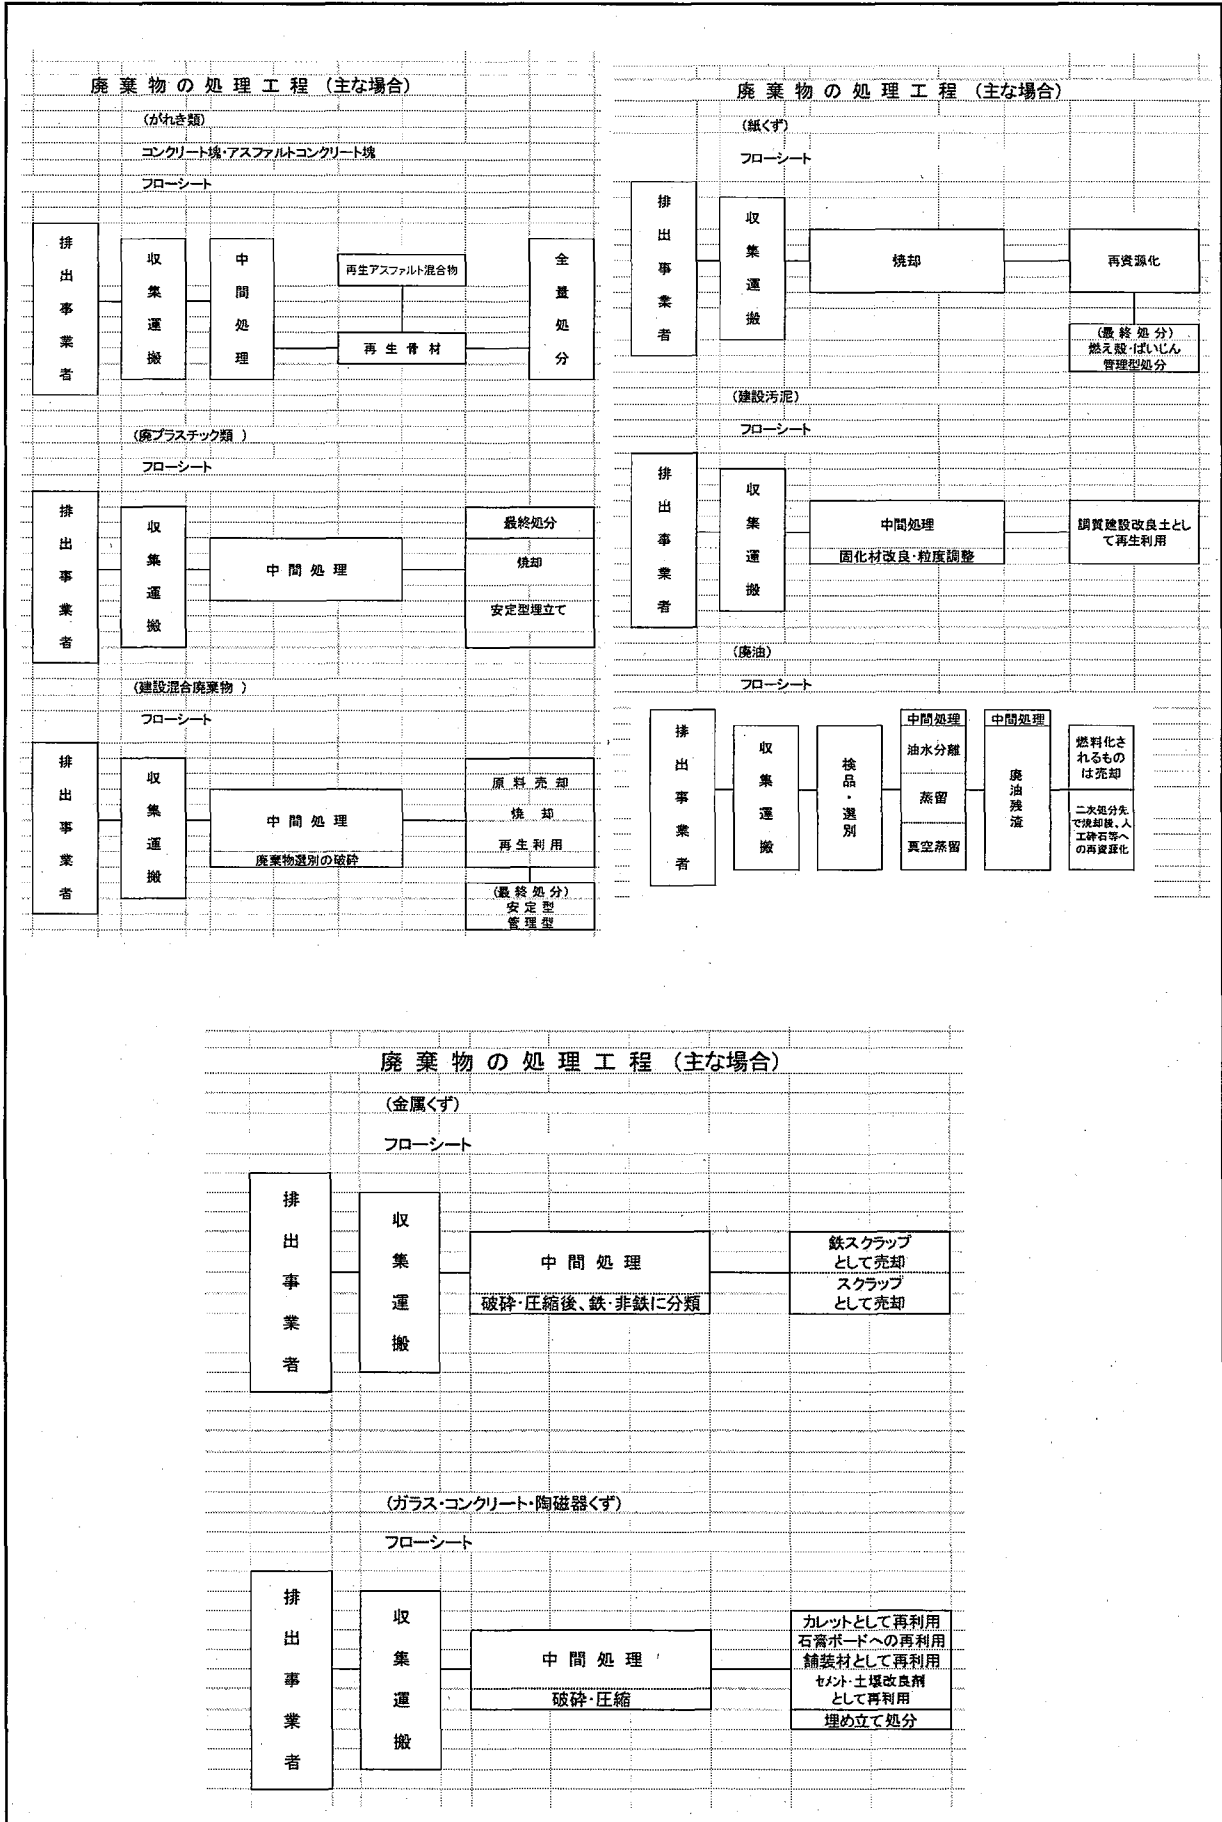 廃棄物の処理工程 (主な場合)
(がれき類)
コンクリート塊・アスファルトコンクリート塊
フローシート
排出事業者
収集運搬
中間処理
再生アスファルト混合物
再生骨材
全量処分
(廃プラスチック類 )
フローシート
排出事業者
収集運搬
中間処理
最終処分
焼却
安定型埋立て
(建設混合廃棄物 )
フローシート
排出事業者
収集運搬
中間処理
廃棄物選別の破砕
原料売却
焼却
再生利用
(最終処分)
安定型
管理型
廃棄物の処理工程 (主な場合)
(紙くず)
フローシート
排出事業者
収集運搬
焼却
再資源化
(最終処分)
燃え殻・ばいじん
管理型処分
(建設汚泥)
フローシート
排出事業者
収集運搬
中間処理
固化材改良・粒度調整
調質建設改良土とし
て再生利用
(廃油)
フローシート
排出事業者
収集運搬
検品・選別
中間処理
油水分離
蒸留
真空蒸留
中間処理
廃油残渣
燃料化さ
れるもの
は売却
二次処分先
で焼却後、人
工砕石等へ
の再資源化
廃棄物の処理工程 (主な場合)
(金属くず)
フローシート
排出事業者
収集運搬
中間処理
破砕・圧縮後、鉄・非鉄に分類
鉄スクラップ
として売却
スクラップ
として売却
(ガラス・コンクリート・陶磁器くず)
フローシート
排出事業者
収集運搬
中間処理
破砕・圧縮
カレットとして再利用
石膏ボードへの再利用
舗装材として再利用
セメント・土壌改良剤
として再利用
埋め立て処分